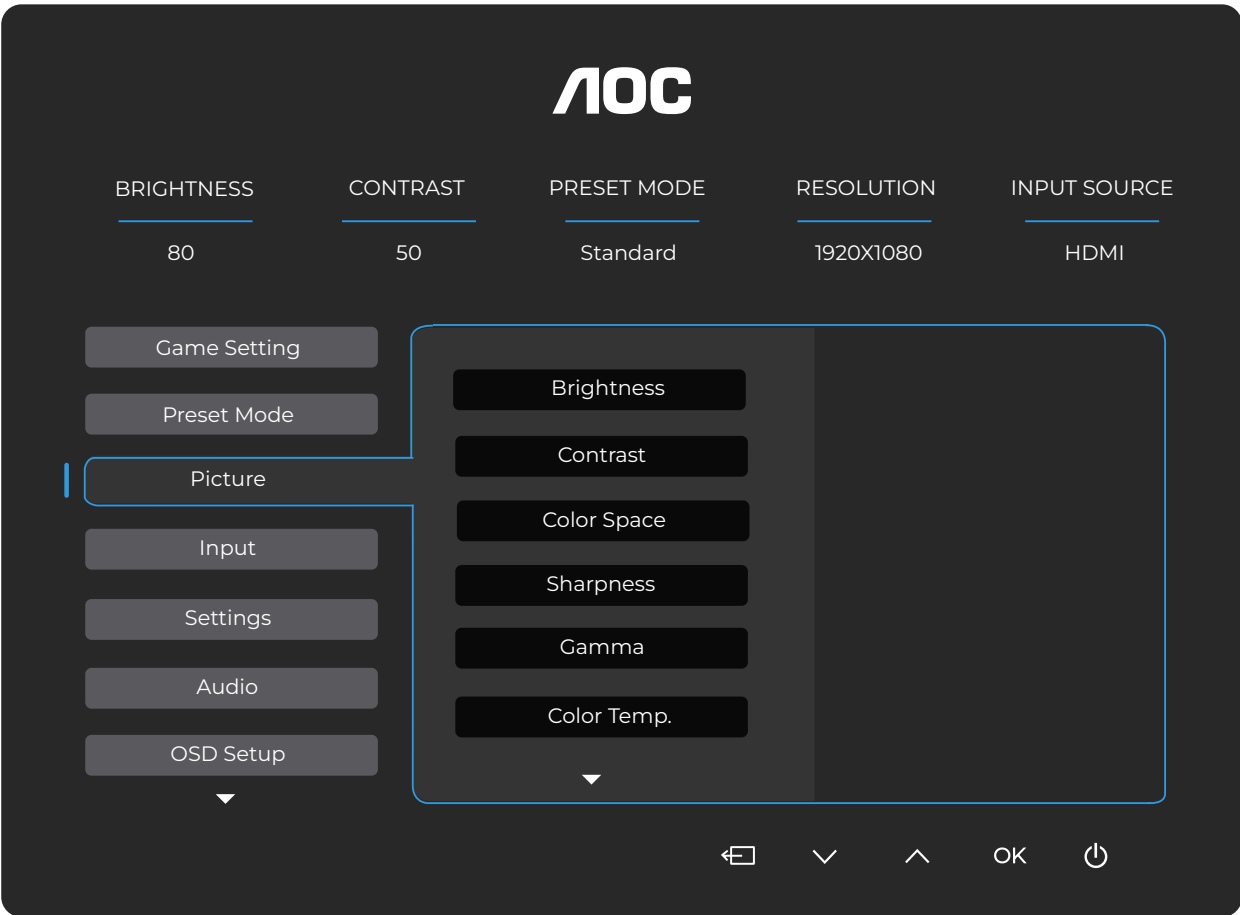 AOC
BRIGHTNESS CONTRAST PRESET MODE RESOLUTION INPUT SOURCE
80 50 Standard 1920X1080 HDMI
Game Setting
Preset Mode
Picture
Input
Settings
Audio
OSD Setup
Brightness
Contrast
Color Space
Sharpness
Gamma
Color Temp.
OK